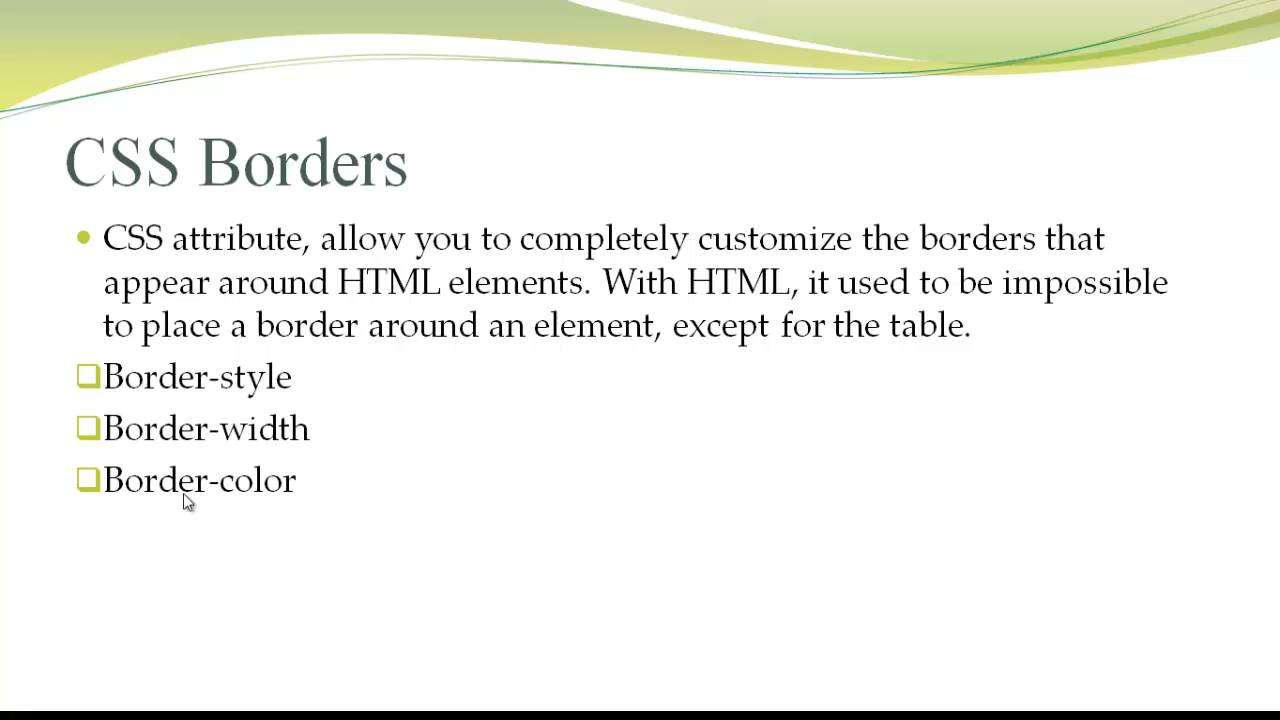 CSS Borders
CSS attribute, allow you to completely customize the borders that
appear around HTML elements. With HTML, it used to be impossible
to place a border around an element, except for the table.
Border-style
Border-width
Border-color